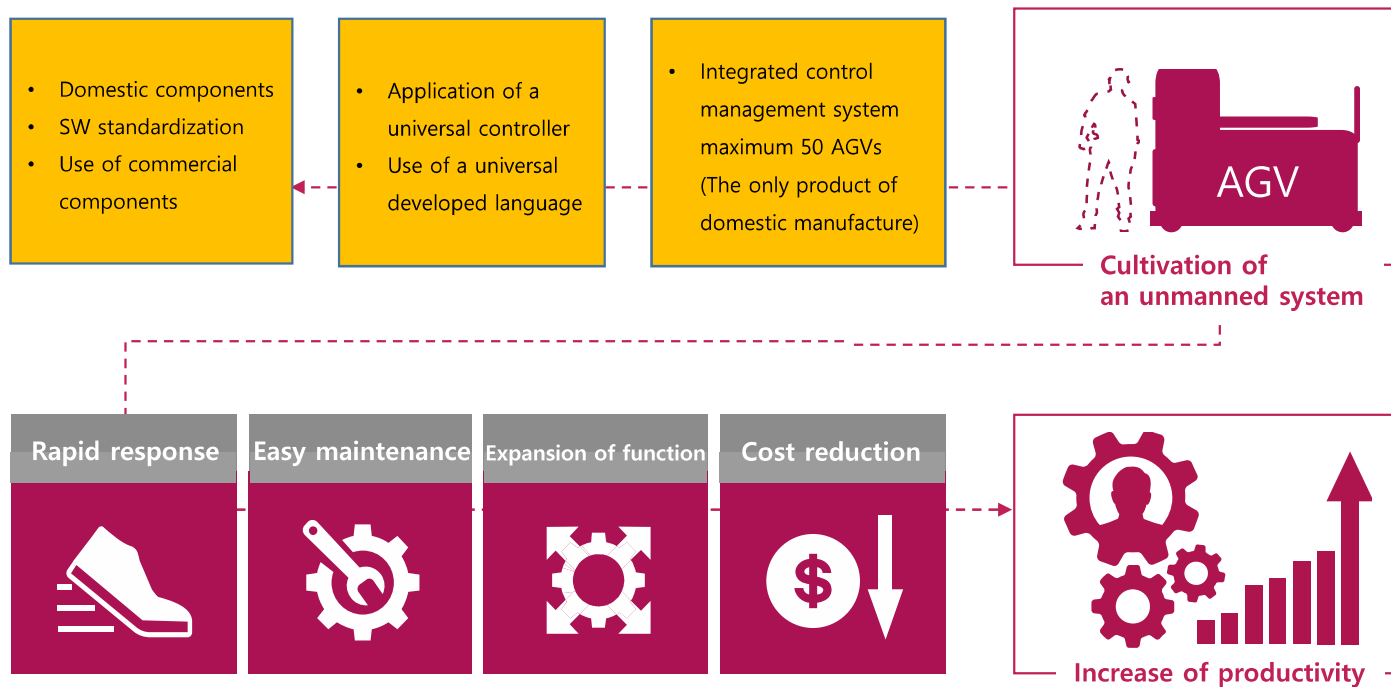 • Domestic components
• SW standardization
• Use of commercial
components
• Application of a
universal controller
• Use of a universal
developed language
• Integrated control
management system
maximum 50 AGVs
(The only product of
domestic manufacture)
AGV
Cultivation of
an unmanned system
Rapid response
Easy maintenance
Expansion of function
Cost reduction
$
Increase of productivity